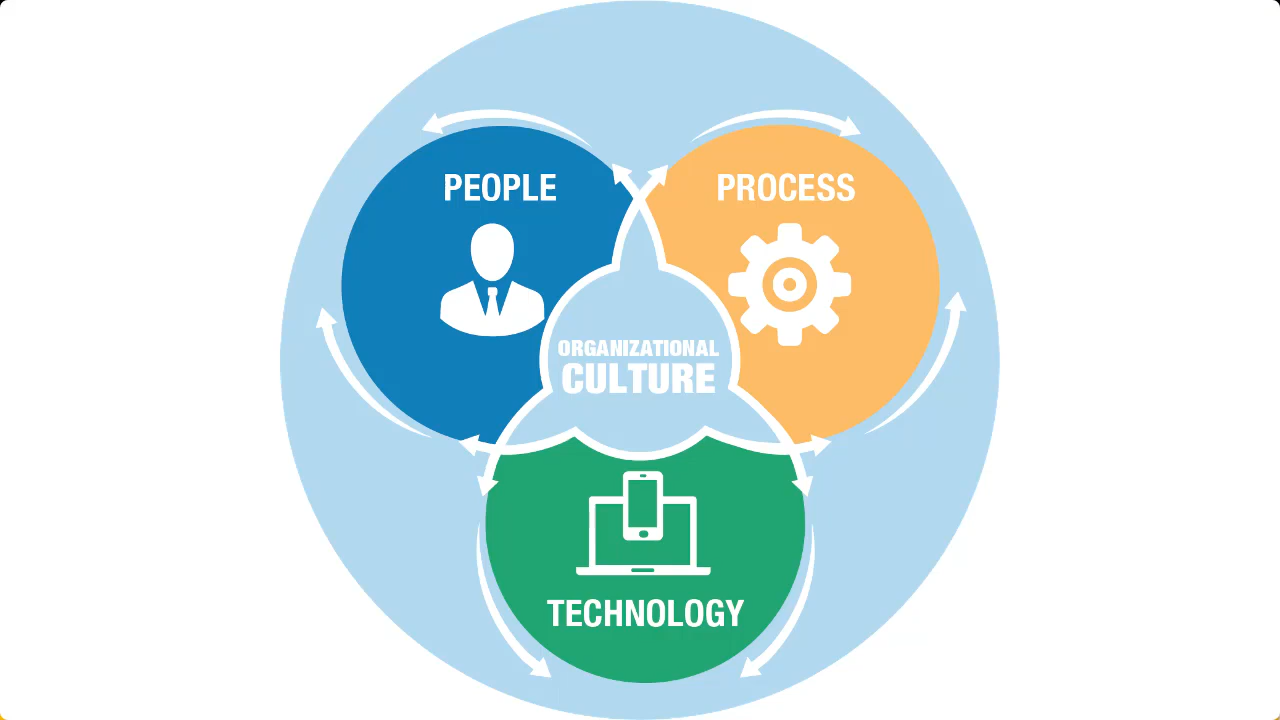 PEOPLE
PROCESS
ORGANIZATIONAL
CULTURE
TECHNOLOGY